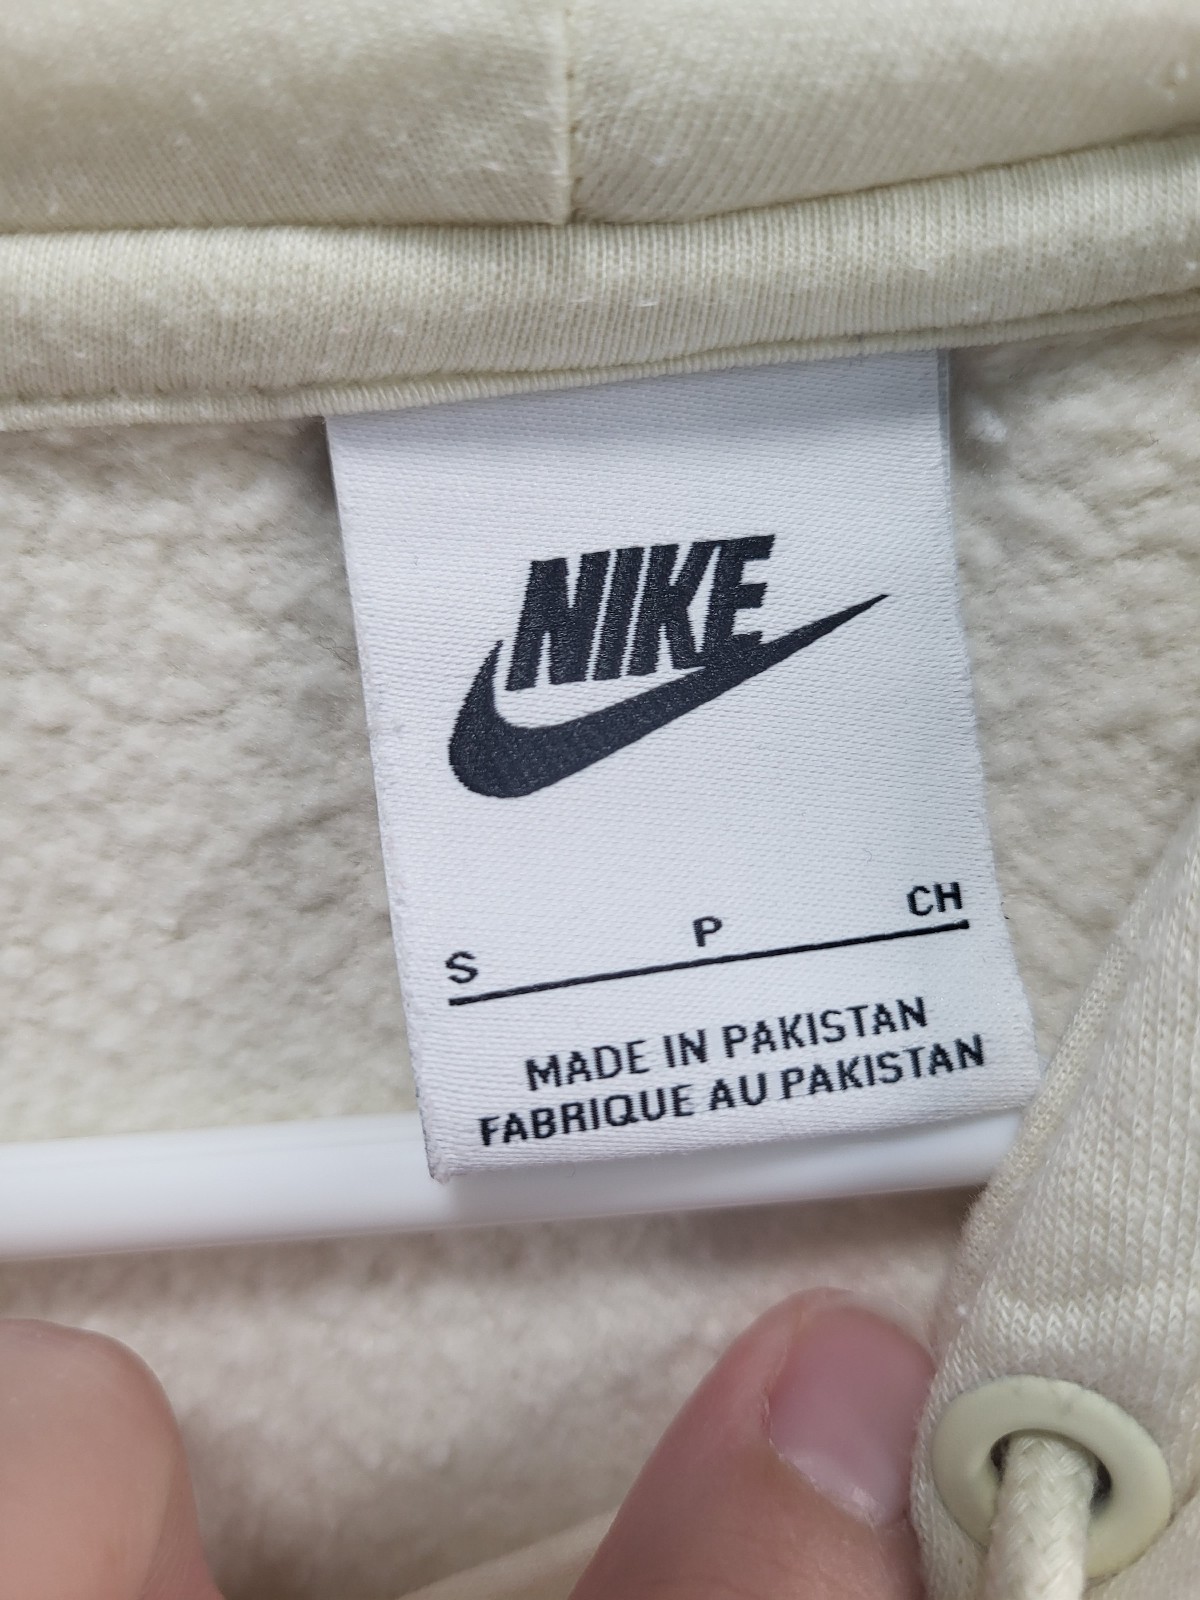 NIKE
S P CH
MADE IN PAKISTAN
FABRIQUE AU PAKISTAN